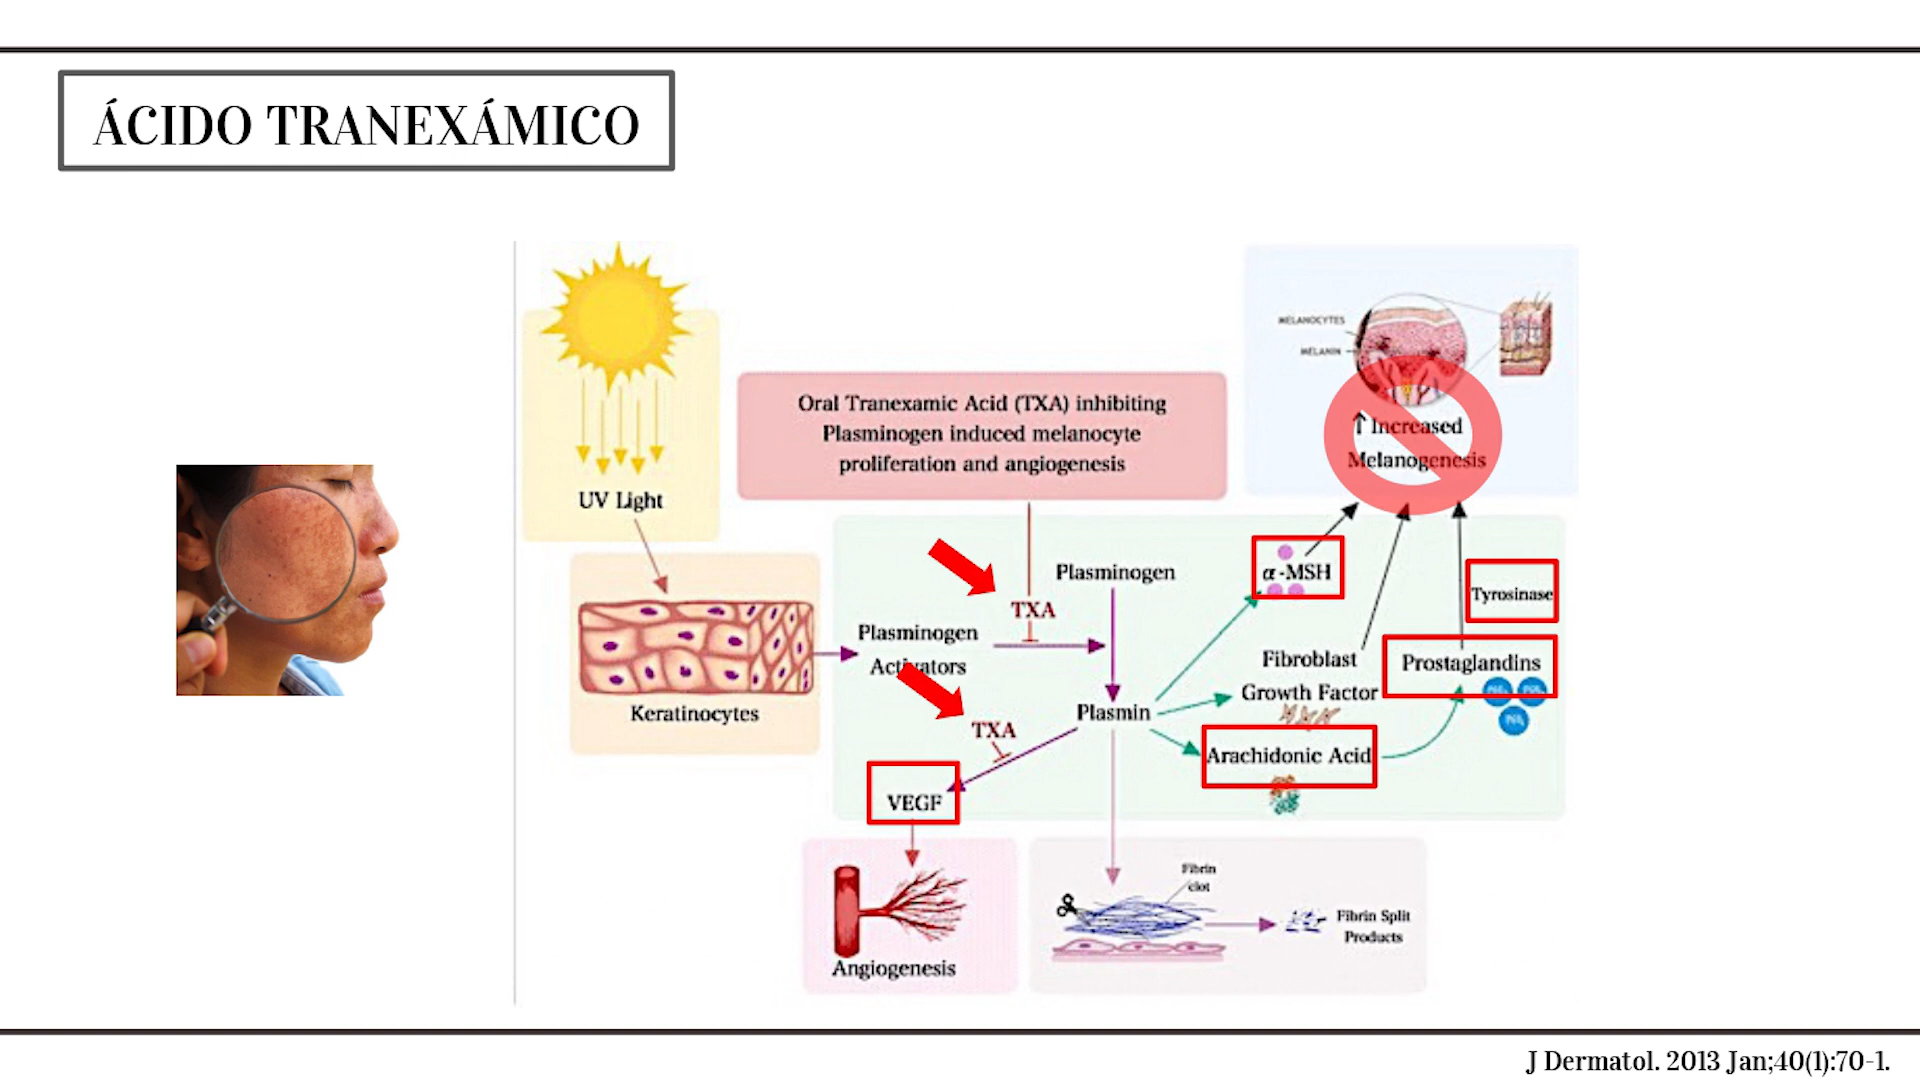 ÁCIDO TRANEXÁMICO
MELANOCYTES
MELANIN
↑ Increased
Melanogenesis
Oral Tranexamic Acid (TXA) inhibiting
Plasminogen induced melanocyte
proliferation and angiogenesis
UV Light
Plasminogen
α-MSH
Tyrosinase
TXA
Plasminogen
Activators
Fibroblast
Growth Factor
Prostaglandins
Keratinocytes
Plasmin
TXA
Arachidonic Acid
VEGF
Fibrin
clot
Fibrin Split
Products
Angiogenesis
J Dermatol. 2013 Jan;40(1):70-1.